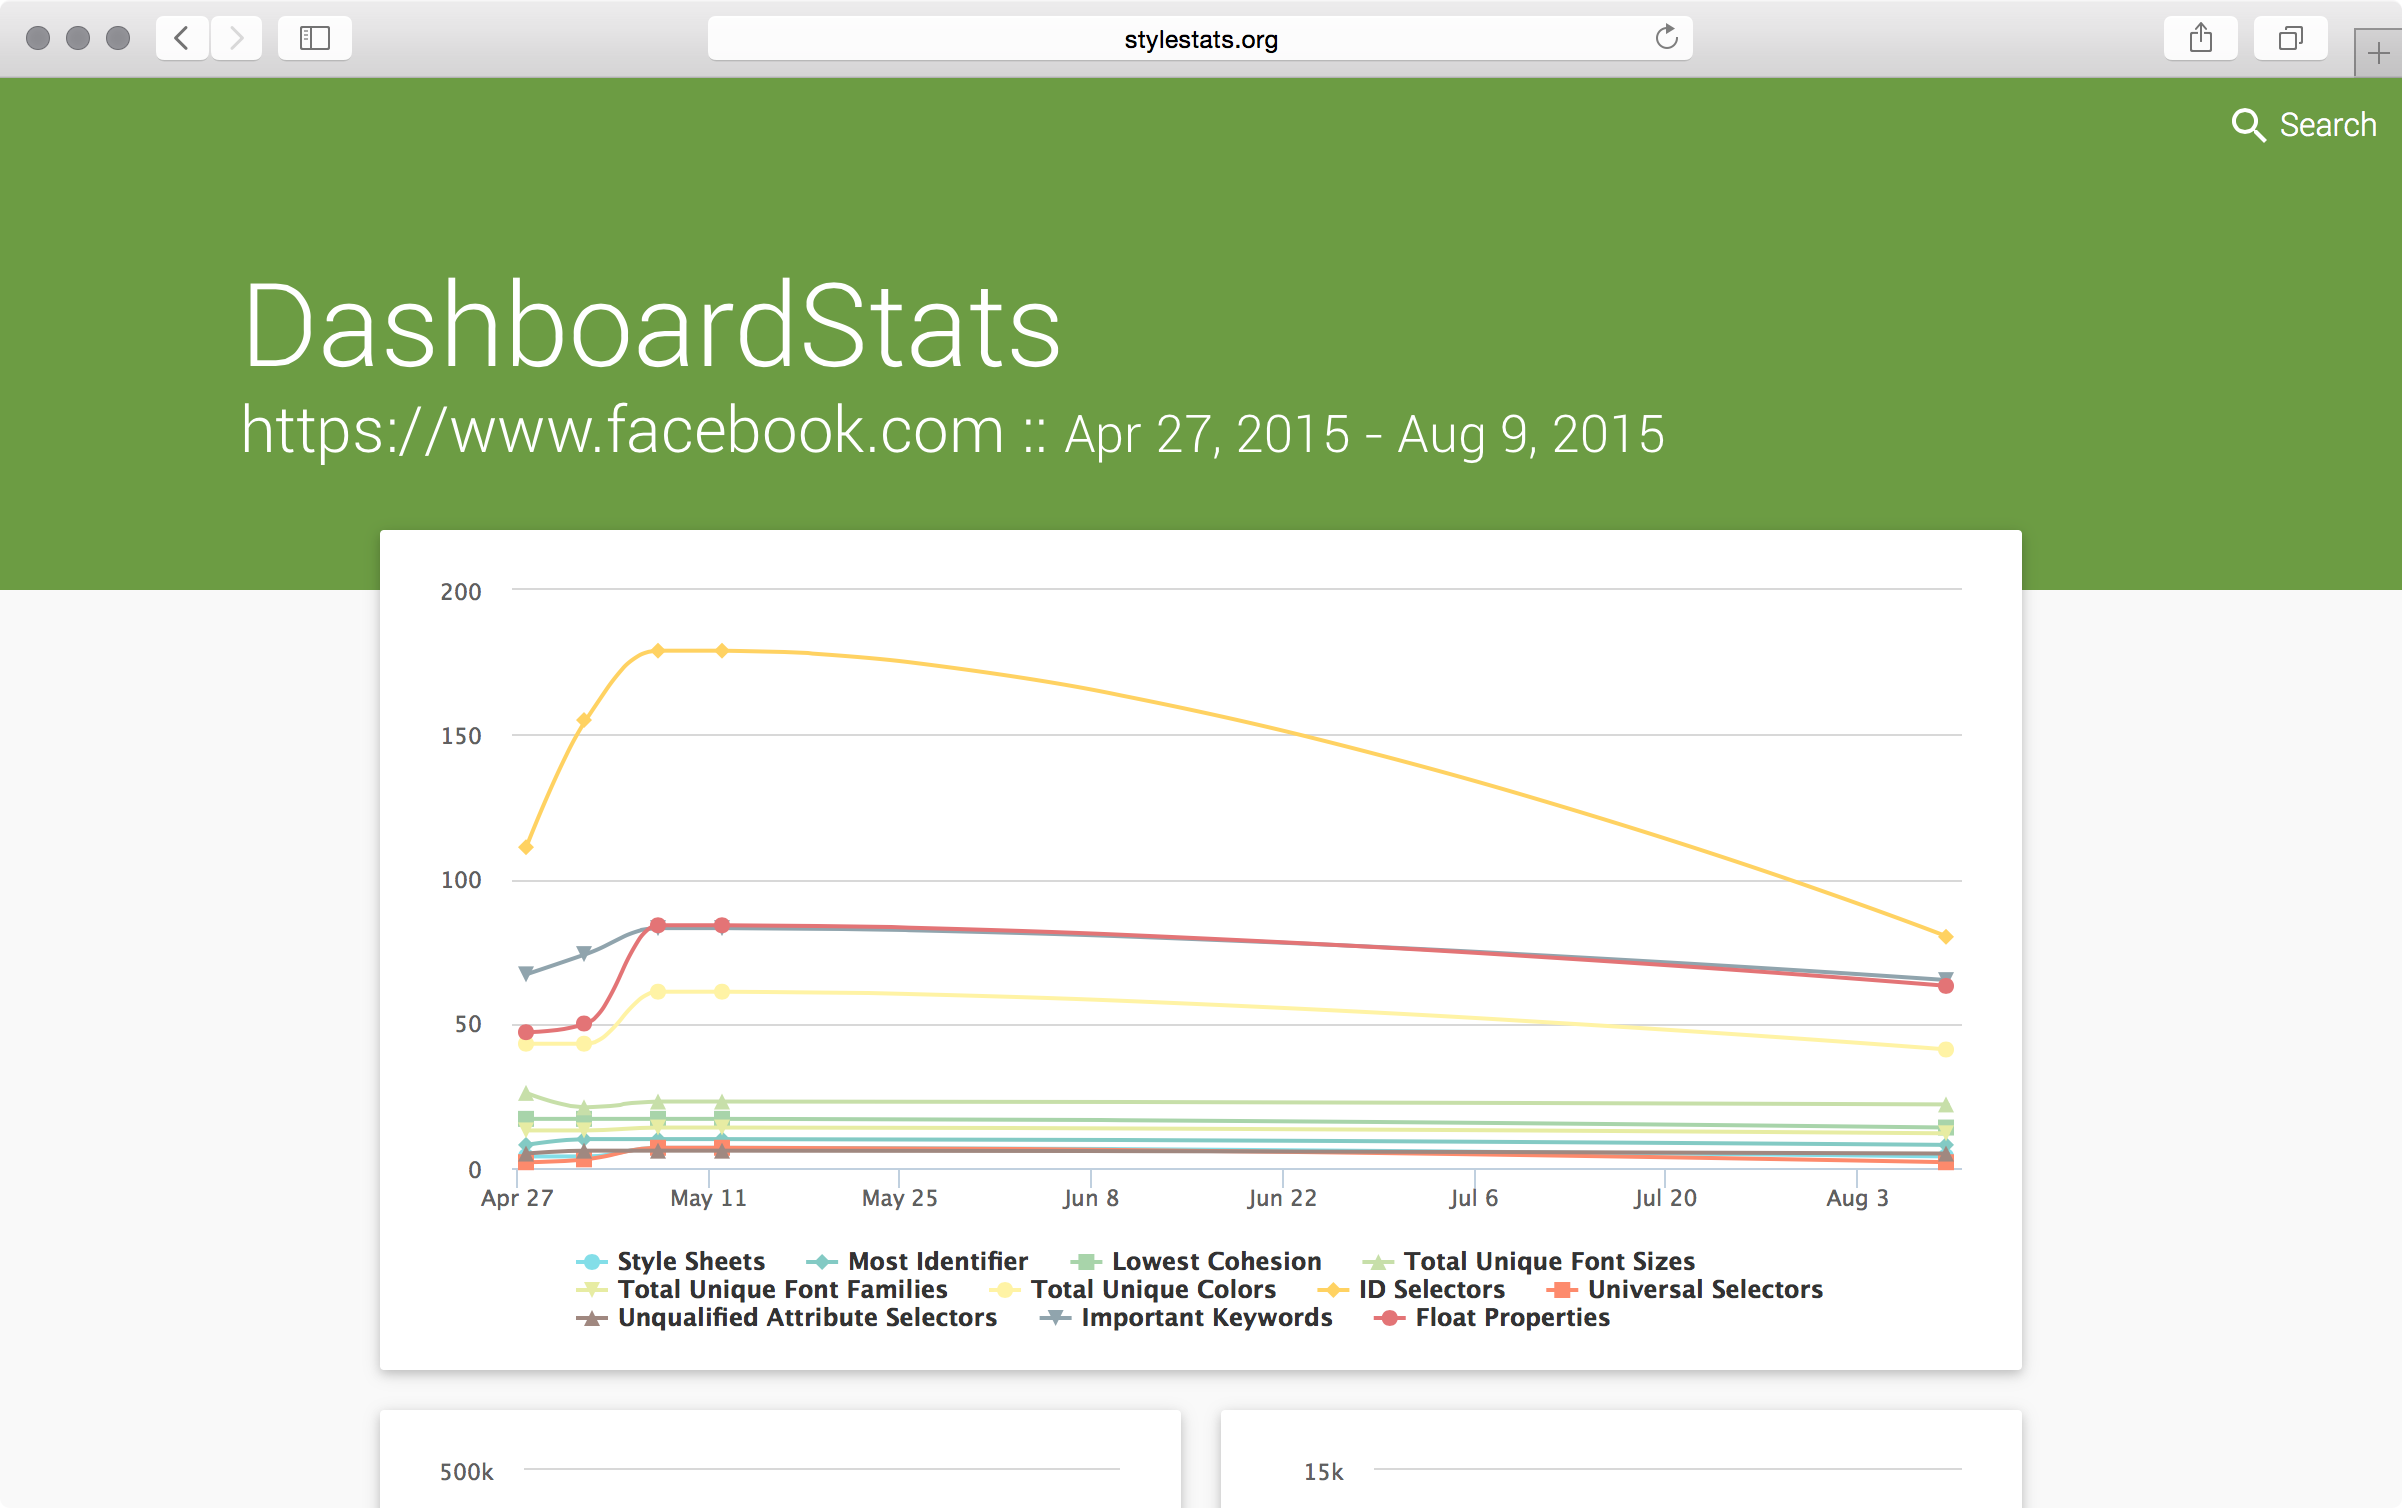 stylestats.org
Search
DashboardStats
https://www.facebook.com :: Apr 27, 2015 - Aug 9, 2015
200
150
100
50
0
Apr 27 May 11 May 25 Jun 8 Jun 22 Jul 6 Jul 20 Aug 3
Style Sheets Most Identifier Lowest Cohesion Total Unique Font Sizes
Total Unique Font Families Total Unique Colors ID Selectors Universal Selectors
Unqualified Attribute Selectors Important Keywords Float Properties
500k 15k